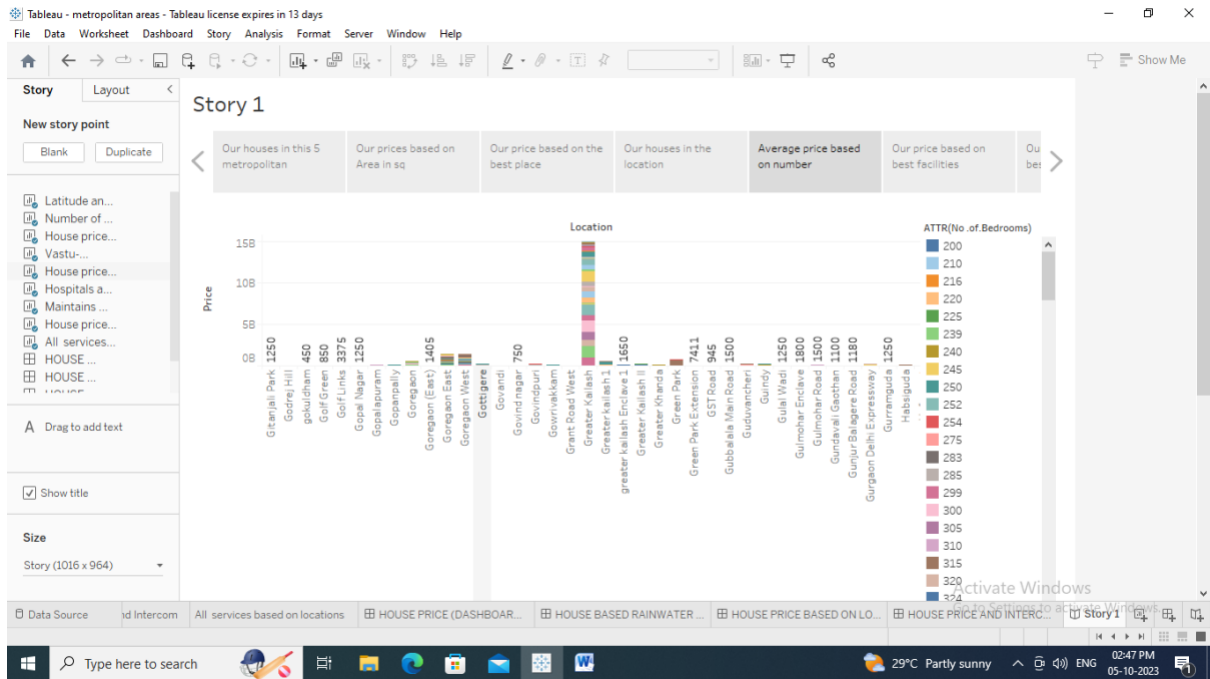 Tableau - metropolitan areas - Tableau license expires in 13 days
File Data Worksheet Dashboard Story Analysis Format Server Window Help
Show Me
Story Layout
New story point
Blank Duplicate
Latitude an...
Number of ...
House price...
Vastu-...
House price...
Hospitals a...
Maintains ...
House price...
All services...
HOUSE ...
HOUSE ...
A Drag to add text
Show title
Size
Story (1016 x 964)
Story 1
Our houses in this 5
metropolitan
Our prices based on
Area in sq
Our price based on the
best place
Our houses in the
location
Average price based
on number
Our price based on
best facilities
Ou
be
Location
Price
15B
10B
5B
0B
1250
450
850
3375
1250
1405
750
1650
7411
945
1500
1250
1800
1500
1100
1180
1250
Gitanjali Park
Godrej Hill
gokuldham
Golf Green
Golf Links
Gopal Nagar
Gopalapuram
Gopanpally
Goregaon
Goregaon (East)
Goregaon East
Goregaon West
Gottigere
Govandi
Govind nagar
Govindpuri
Gowrivakkam
Grant Road West
Greater Kailash
Greater kailash 1
greater kailash Enclave 1
Greater Kailash II
Greater Khanda
Green Park
Green Park Extension
GST Road
Gubbalala Main Road
Guduvancheri
Guindy
Gulal Wadi
Gulmohar Enclave
Gulmohar Road
Gundavali Gaothan
Gunjur Balagere Road
Gurgaon Delhi Expressway
Gurramguda
Habsiguda
ATTR(No .of.Bedrooms)
200
210
216
220
225
239
240
245
250
252
254
275
283
285
299
300
305
310
315
320
324
Activate Windows
Go to Settings to activate Windows.
Data Source
nd Intercom
All services based on locations
HOUSE PRICE (DASHBOAR...
HOUSE BASED RAINWATER ...
HOUSE PRICE BASED ON LO...
HOUSE PRICE AND INTERC...
Story 1
Type here to search
29°C Partly sunny
ENG
02:47 PM
05-10-2023
1